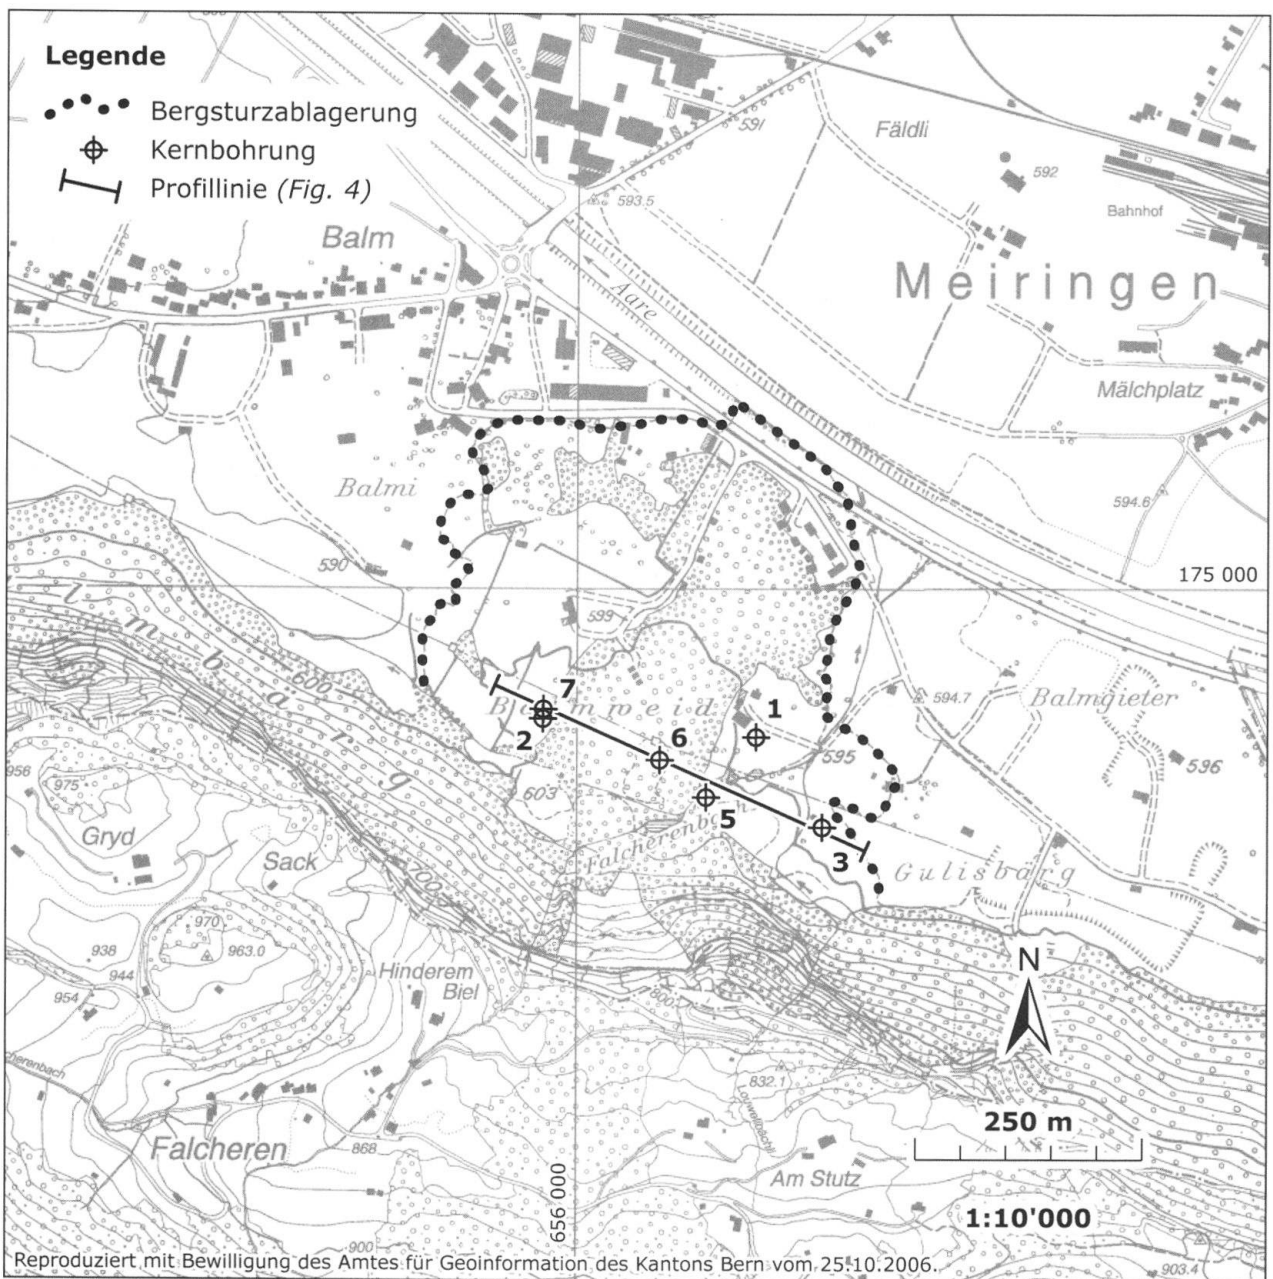 Legende
Bergsturzablagerung
Kernbohrung
Profillinie (Fig. 4)
591
Fäldli
592
593.5
Bahnhof
Balm
Meiringen
Aare
Mälchplatz
Balmi
594.6
590
175 000
599
l m b ä r g
600
594.7
Balmgieter
7
1
2
6
595
596
956
975
603
5
Falcherenbach
3
Gulisbärg
Gryd
Sack
700
970
963.0
938
944
954
Hinderem
Biel
N
800
832.1
250 m
Falcheren
868
Am Stutz
656 000
1:10'000
900
903.4
Reproduziert mit Bewilligung des Amtes für Geoinformation des Kantons Bern vom 25.10.2006.